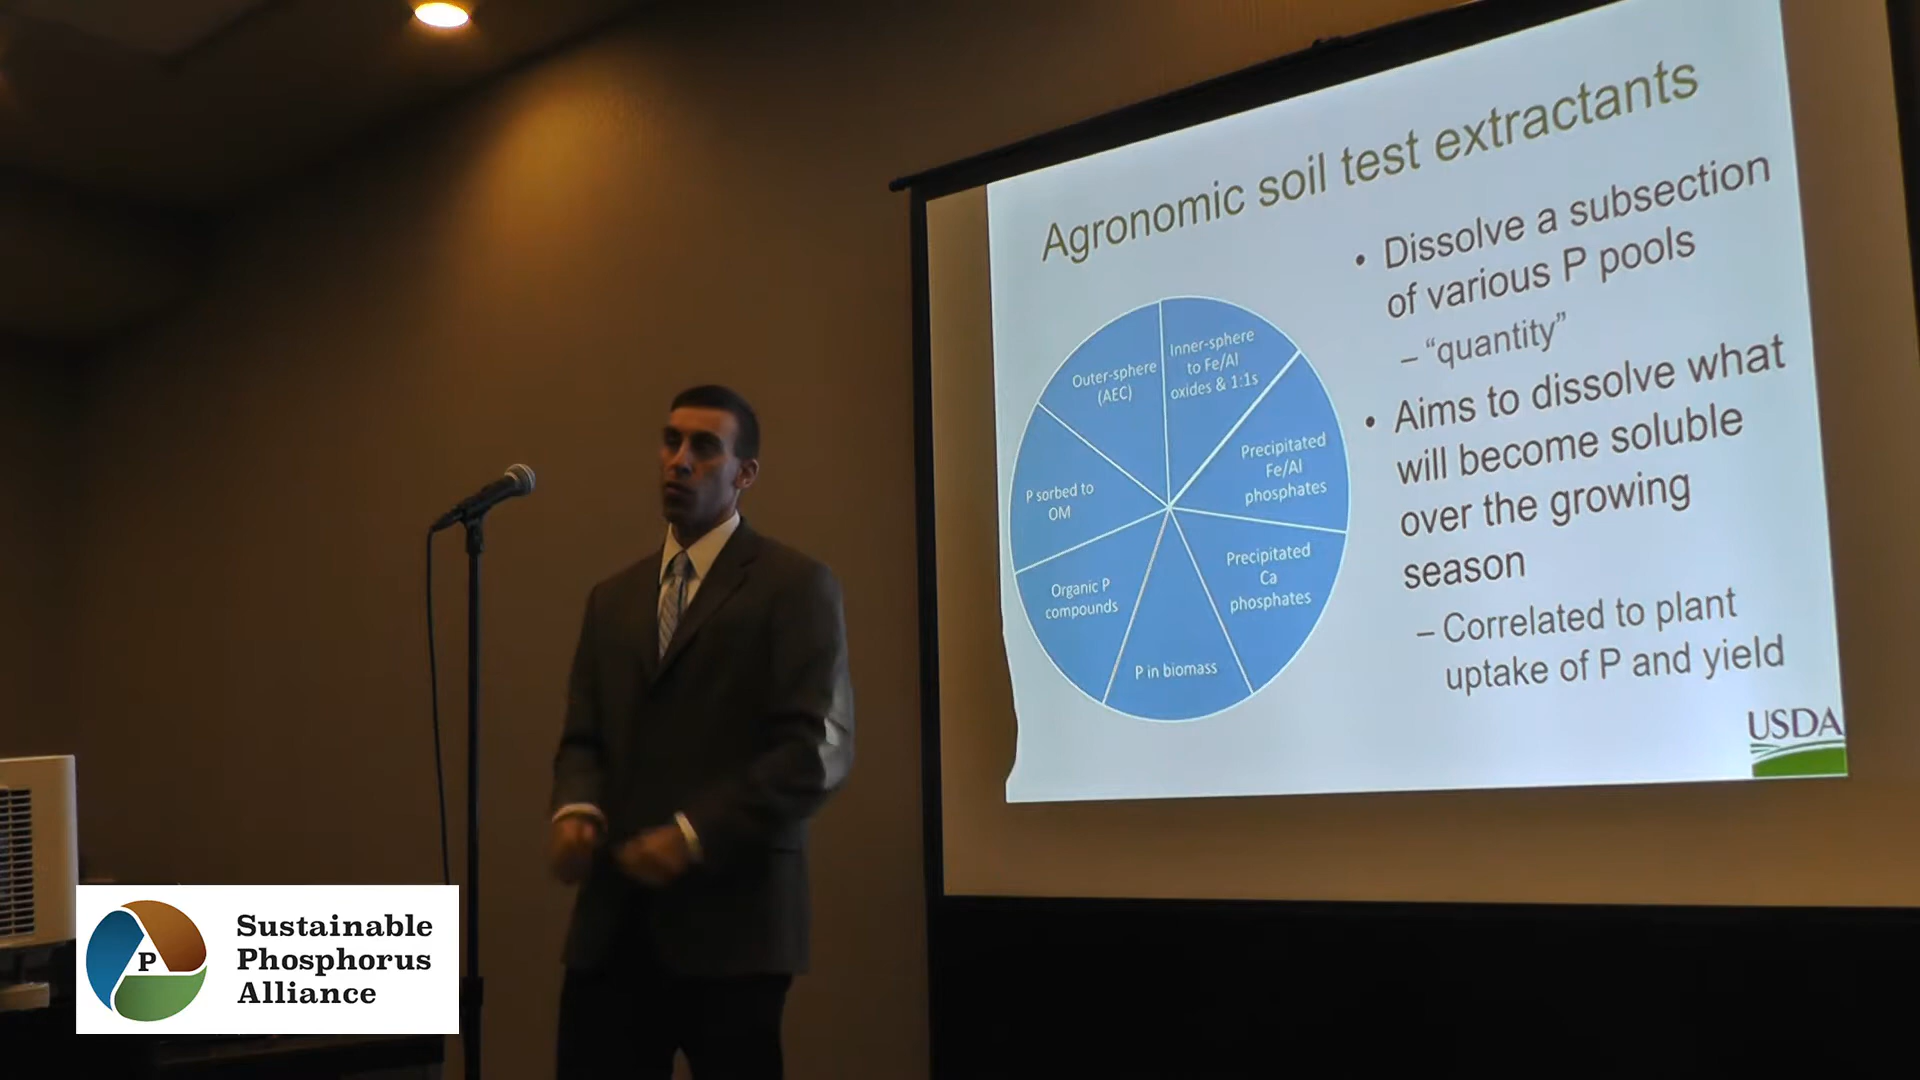 Agronomic soil test extractants
Outer-sphere
(AEC)
Inner-sphere
to Fe/Al
oxides & 1:1s
Precipitated
Fe/Al
phosphates
Precipitated
Ca
phosphates
P in biomass
Organic P
compounds
P sorbed to
OM
• Dissolve a subsection
of various P pools
– “quantity”
• Aims to dissolve what
will become soluble
over the growing
season
– Correlated to plant
uptake of P and yield
USDA
P
Sustainable
Phosphorus
Alliance